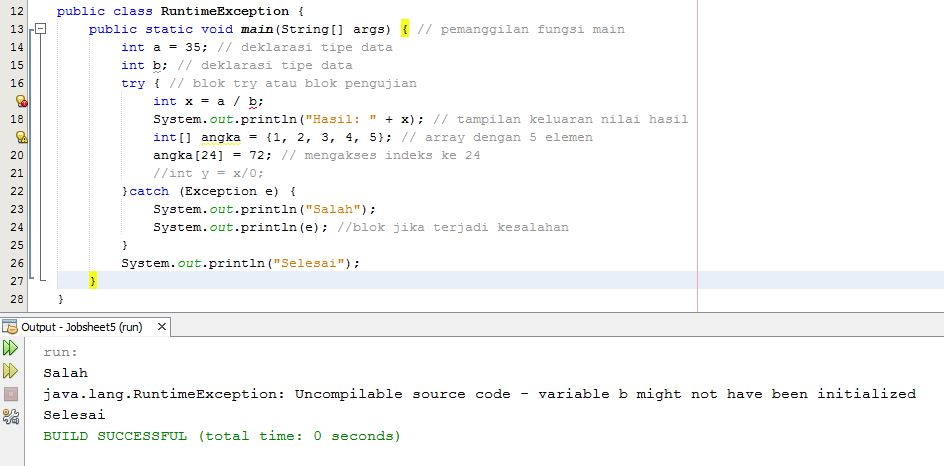 12 public class RuntimeException {
13 public static void main(String[] args) { // pemanggilan fungsi main
14 int a = 35; // deklarasi tipe data
15 int b; // deklarasi tipe data
16 try { // blok try atau blok pengujian
int x = a / b;
18 System.out.println("Hasil: " + x); // tampilan keluaran nilai hasil
int[] angka = {1, 2, 3, 4, 5}; // array dengan 5 elemen
20 angka[24] = 72; // mengakses indeks ke 24
21 //int y = x/0;
22 }catch (Exception e) {
23 System.out.println("Salah");
24 System.out.println(e); //blok jika terjadi kesalahan
25 }
26 System.out.println("Selesai");
27 }
28 }
Output - Jobsheet5 (run)
run:
Salah
java.lang.RuntimeException: Uncompilable source code - variable b might not have been initialized
Selesai
BUILD SUCCESSFUL (total time: 0 seconds)